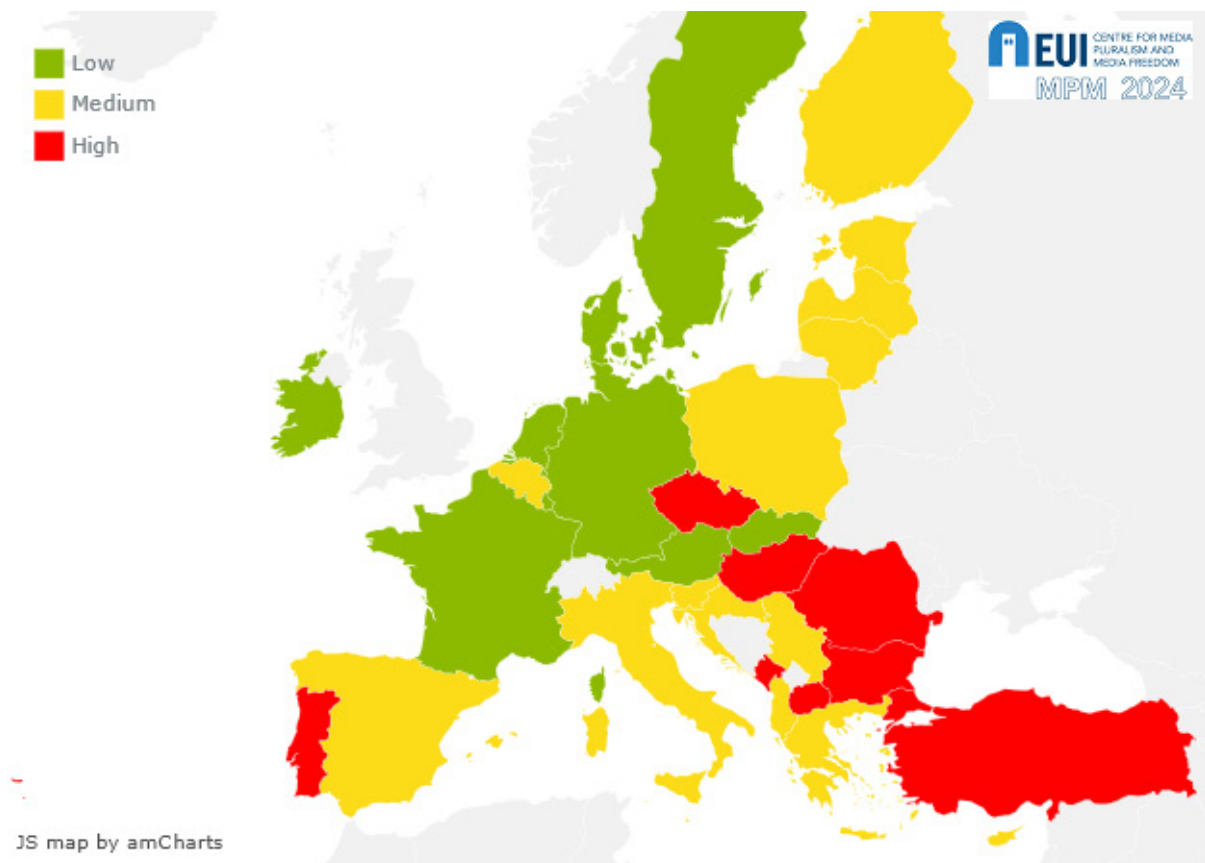 Low
Medium
High
EUI
CENTRE FOR MEDIA
PLURALISM AND
MEDIA FREEDOM
MPM 2024
JS map by amCharts